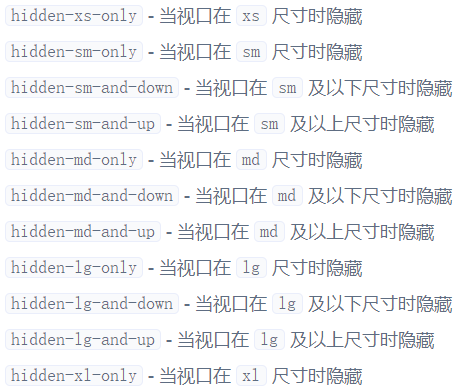 hidden-xs-only - 当视口在 xs 尺寸时隐藏
hidden-sm-only - 当视口在 sm 尺寸时隐藏
hidden-sm-and-down - 当视口在 sm 及以下尺寸时隐藏
hidden-sm-and-up - 当视口在 sm 及以上尺寸时隐藏
hidden-md-only - 当视口在 md 尺寸时隐藏
hidden-md-and-down - 当视口在 md 及以下尺寸时隐藏
hidden-md-and-up - 当视口在 md 及以上尺寸时隐藏
hidden-lg-only - 当视口在 lg 尺寸时隐藏
hidden-lg-and-down - 当视口在 lg 及以下尺寸时隐藏
hidden-lg-and-up - 当视口在 lg 及以上尺寸时隐藏
hidden-xl-only - 当视口在 xl 尺寸时隐藏